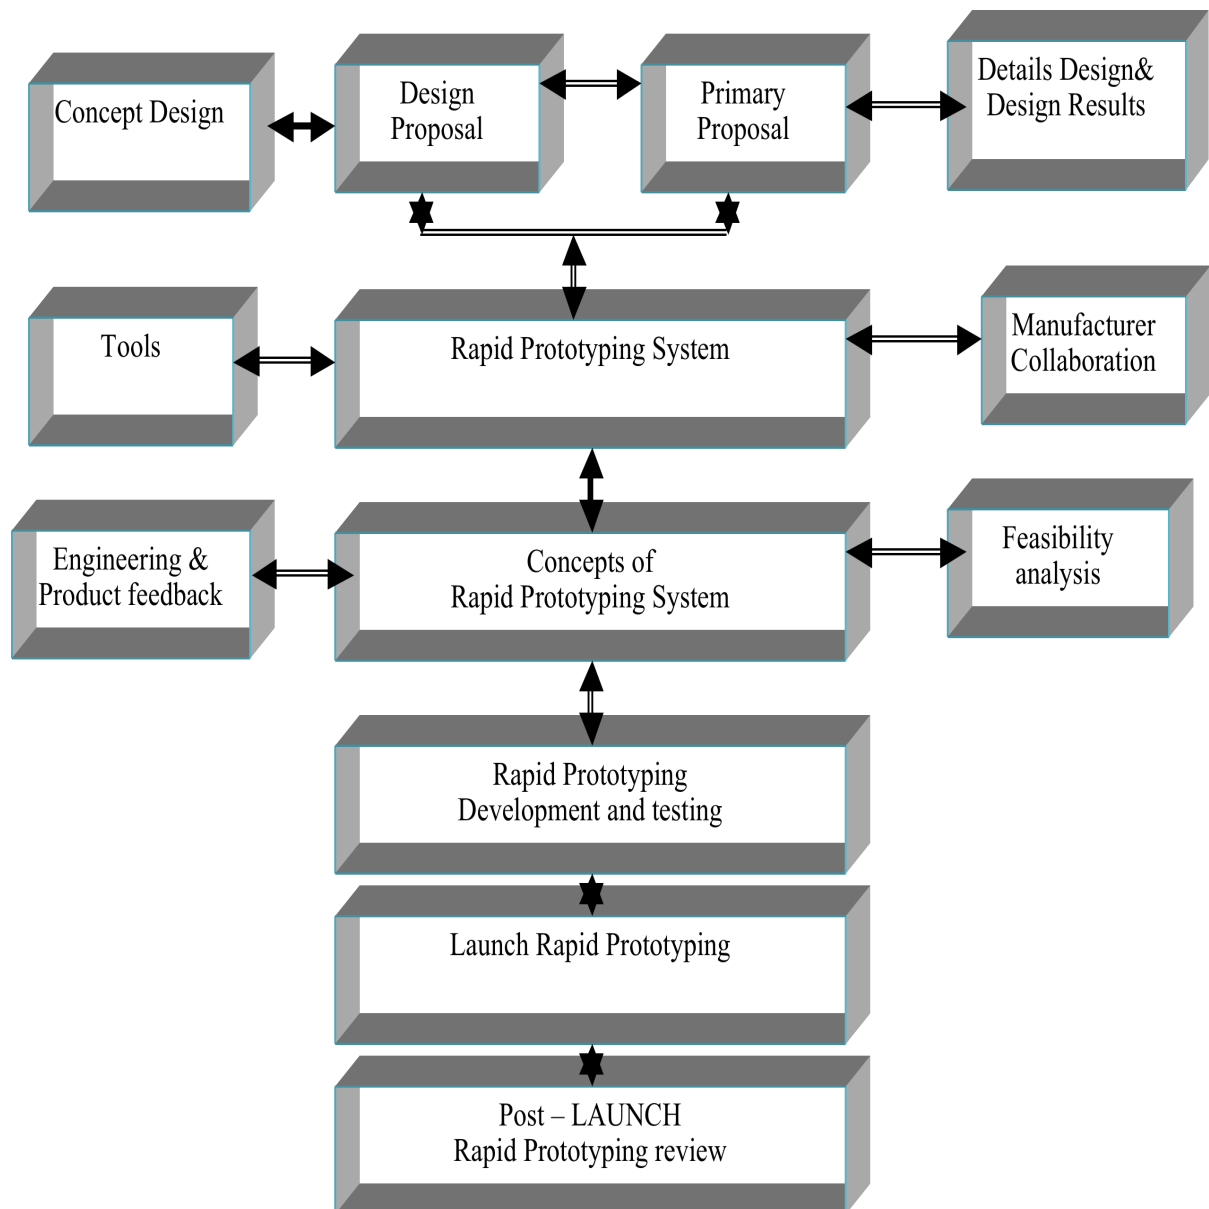 Concept Design
Design
Proposal
Primary
Proposal
Details Design&
Design Results
Tools
Rapid Prototyping System
Manufacturer
Collaboration
Engineering &
Product feedback
Concepts of
Rapid Prototyping System
Feasibility
analysis
Rapid Prototyping
Development and testing
Launch Rapid Prototyping
Post – LAUNCH
Rapid Prototyping review